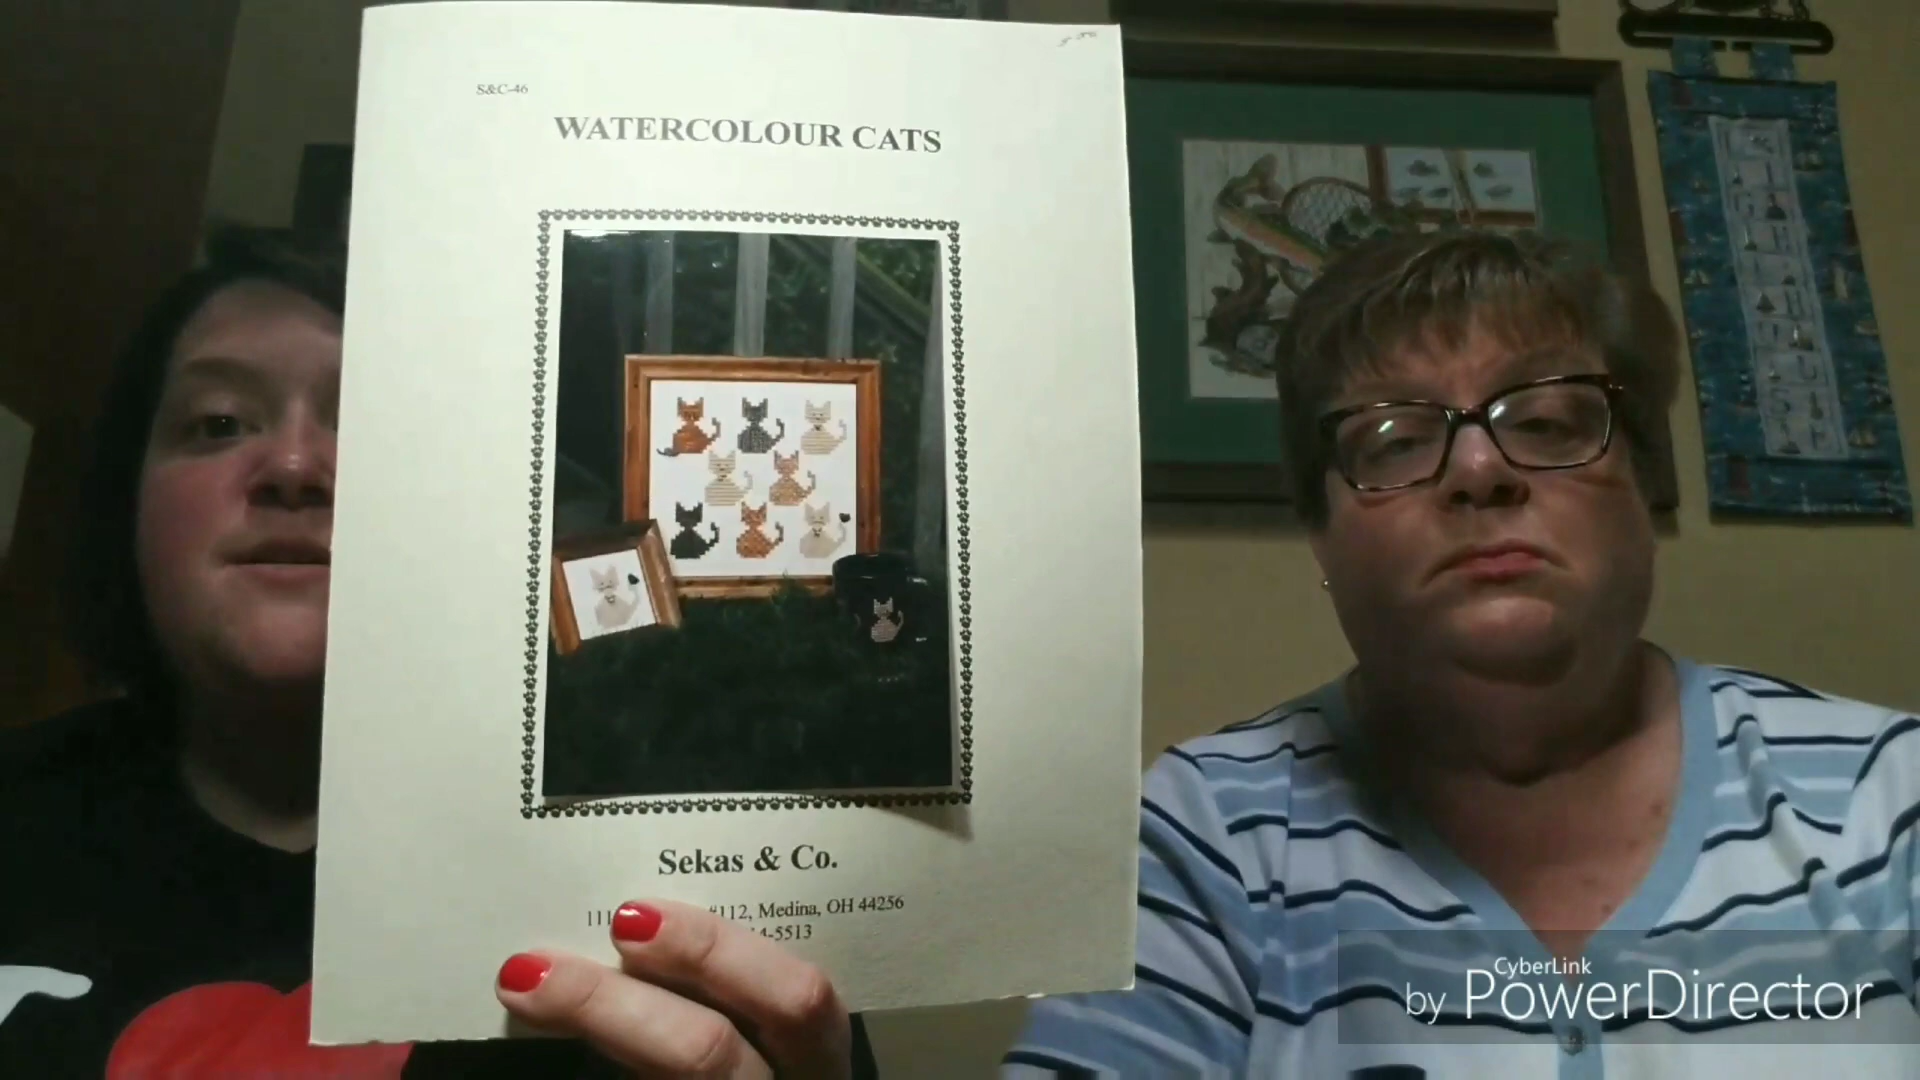 S&C-46
WATERCOLOUR CATS
Sekas & Co.
#112, Medina, OH 44256
4-5513
CyberLink
by PowerDirector